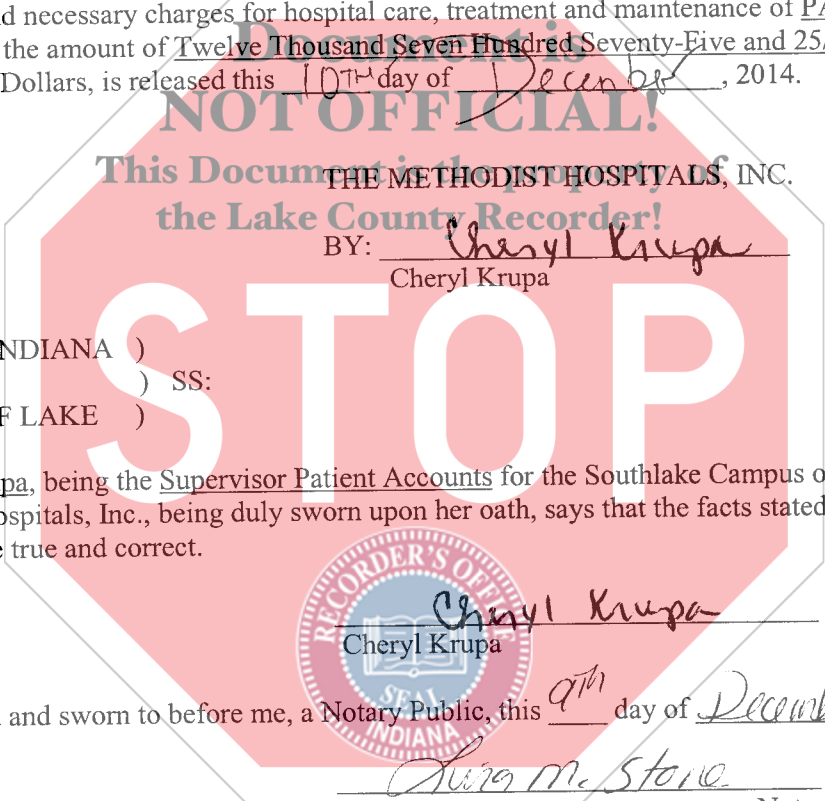 d necessary charges for hospital care, treatment and maintenance of PA
the amount of Twelve Thousand Seven Hundred Seventy-Five and 25/
Dollars, is released this 10TH day of December, 2014.
Document is
NOT OFFICIAL!
This Document is the property of
the Lake County Recorder!
THE METHODIST HOSPITALS, INC.
BY: Cheryl Krupa
Cheryl Krupa
STOP
NDIANA )
) SS:
F LAKE )
pa, being the Supervisor Patient Accounts for the Southlake Campus o
ospitals, Inc., being duly sworn upon her oath, says that the facts stated
e true and correct.
RECORDER'S OFFICE
SEAL
INDIANA
Cheryl Krupa
Cheryl Krupa
and sworn to before me, a Notary Public, this 9TH day of Decemb
M. Stone